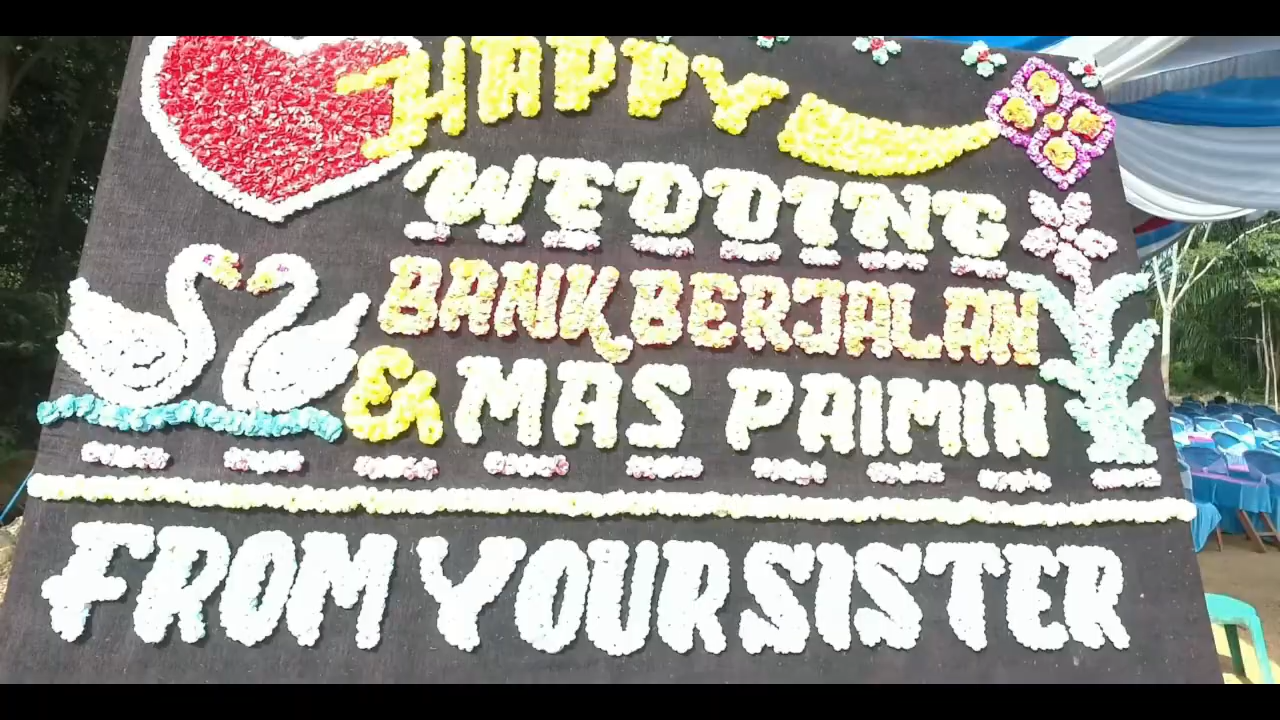 HAPPY
WEDDING
BANK BERJALAN
& MAS PAIMIN
FROM YOUR SISTER